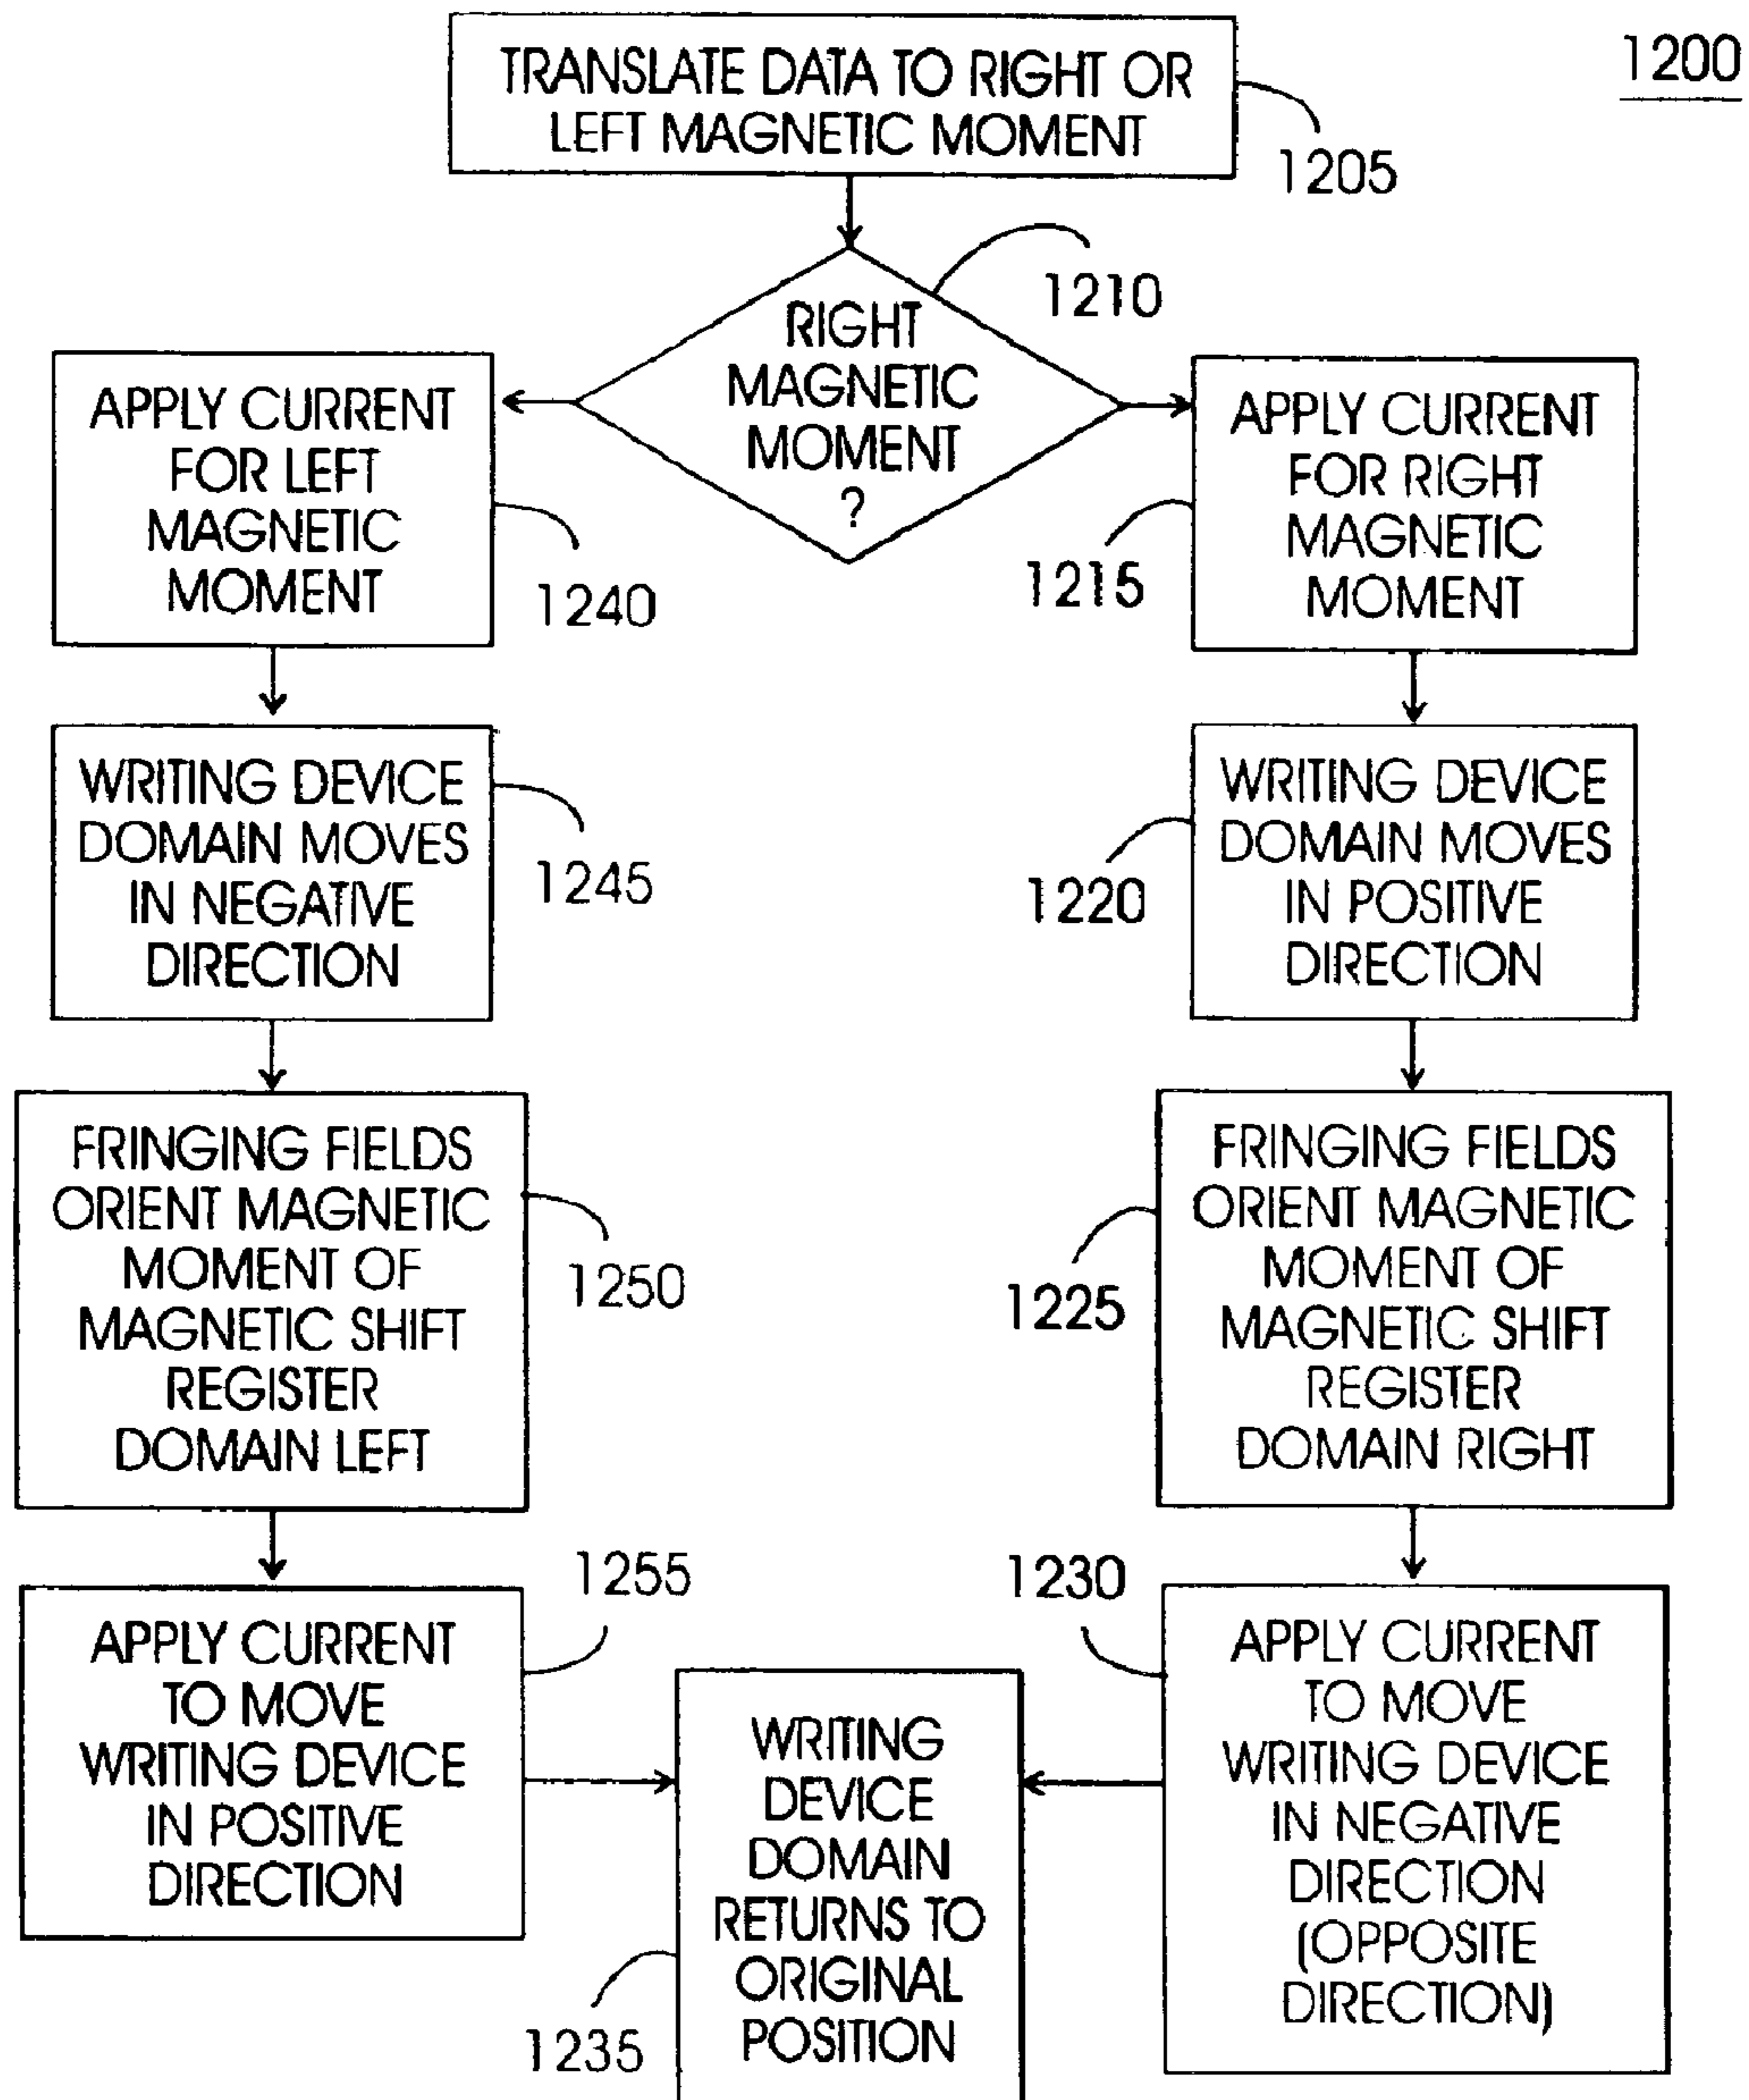 1200
TRANSLATE DATA TO RIGHT OR
LEFT MAGNETIC MOMENT
1205
1210
RIGHT
MAGNETIC
MOMENT
?
APPLY CURRENT
FOR LEFT
MAGNETIC
MOMENT
1240
APPLY CURRENT
FOR RIGHT
MAGNETIC
MOMENT
1215
WRITING DEVICE
DOMAIN MOVES
IN NEGATIVE
DIRECTION
1245
WRITING DEVICE
DOMAIN MOVES
IN POSITIVE
DIRECTION
1220
FRINGING FIELDS
ORIENT MAGNETIC
MOMENT OF
MAGNETIC SHIFT
REGISTER
DOMAIN LEFT
1250
FRINGING FIELDS
ORIENT MAGNETIC
MOMENT OF
MAGNETIC SHIFT
REGISTER
DOMAIN RIGHT
1225
APPLY CURRENT
TO MOVE
WRITING DEVICE
IN POSITIVE
DIRECTION
1255
APPLY CURRENT
TO MOVE
WRITING DEVICE
IN NEGATIVE
DIRECTION
(OPPOSITE
DIRECTION)
1230
WRITING
DEVICE
DOMAIN
RETURNS TO
ORIGINAL
POSITION
1235